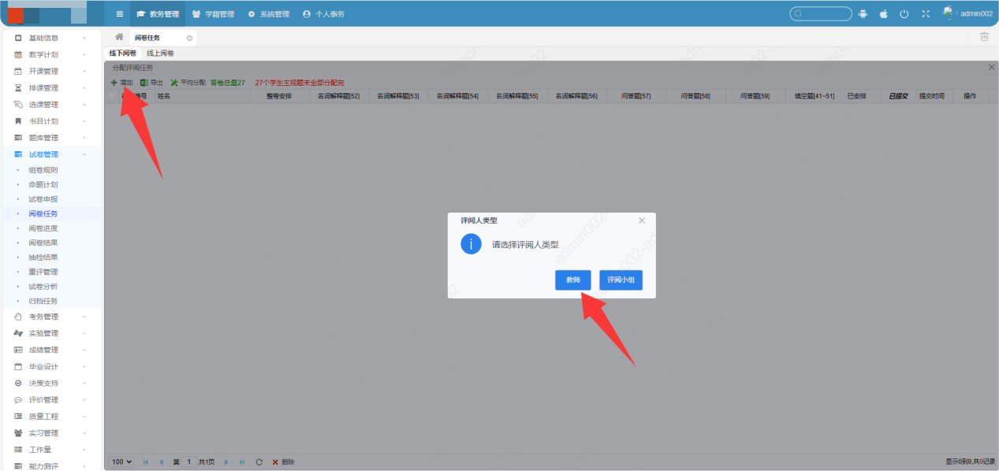 教务管理 学籍管理 系统管理 个人事务 admin002
基础信息
教学计划
开课管理
排课管理
选课管理
书目计划
题库管理
试卷管理
组卷规则
命题计划
试卷申报
阅卷任务
阅卷进度
阅卷结果
抽检结果
重评管理
试卷分析
归档任务
考务管理
实验管理
成绩管理
毕业设计
决策支持
评价管理
质量工程
实习管理
工作量
能力测评
阅卷任务
线下阅卷 线上阅卷
分配评阅任务
增加 导出 平均分配 答卷总量27 27个学生主观题未全部分配完
编号 姓名 整卷安排 名词解释题[52] 名词解释题[53] 名词解释题[54] 名词解释题[55] 名词解释题[56] 问答题[57] 问答题[58] 问答题[59] 填空题[41~51] 已安排 已提交 提交时间 操作
评阅人类型
请选择评阅人类型
教师 评阅小组
100 第 1 共1页 删除 显示0到0,共0记录